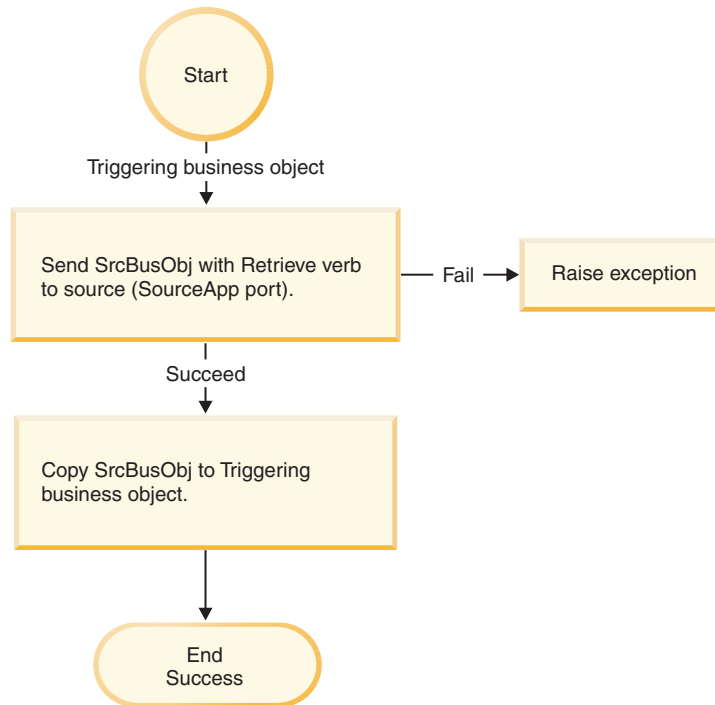 Start
Triggering business object
Send SrcBusObj with Retrieve verb
to source (SourceApp port).
Fail
Raise exception
Succeed
Copy SrcBusObj to Triggering
business object.
End
Success